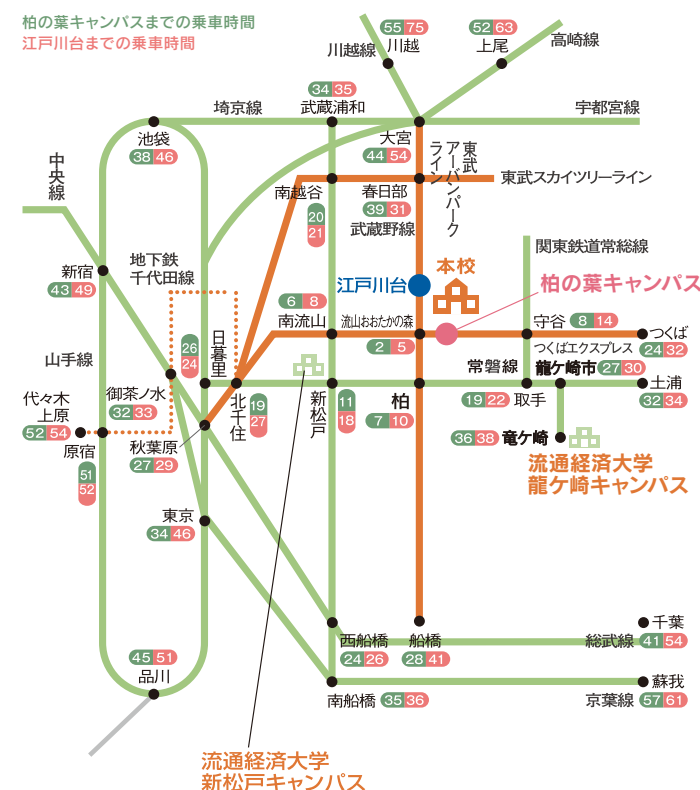 柏の葉キャンパスまでの乗車時間
江戸川台までの乗車時間
55 75
川越線
川越
52 63
上尾
高崎線
34 35
武蔵浦和
埼京線
宇都宮線
池袋
38 46
大宮
44 54
東武
アーバンパーク
ライン
中央線
南越谷
20
21
春日部
39 31
武蔵野線
東武スカイツリーライン
関東鉄道常総線
地下鉄
千代田線
新宿
43 49
江戸川台
本校
柏の葉キャンパス
6 8
南流山
流山おおたかの森
2 5
守谷
8 14
つくば
24 32
つくばエクスプレス
日暮里
26
24
山手線
常磐線
龍ケ崎市
27 30
土浦
32 34
御茶ノ水
32 33
代々木
上原
52 54
北千住
19
27
新松戸
11
18
柏
7 10
19 22
取手
原宿
51
52
秋葉原
27 29
36 38
竜ケ崎
流通経済大学
龍ケ崎キャンパス
東京
34 46
45 51
品川
西船橋
24 26
船橋
28 41
総武線
千葉
41 54
南船橋
35 36
蘇我
京葉線
57 61
流通経済大学
新松戸キャンパス